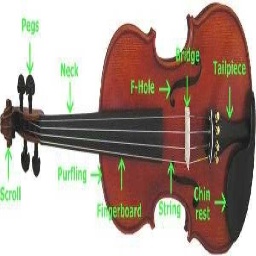 Pegs
Neck
Bridge
Tailpiece
F-Hole
Scroll
Purfling
Fingerboard
String
Chin
rest